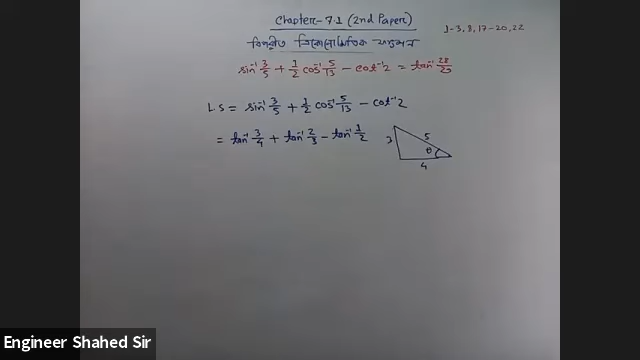 Chapter-7.1 (2nd Paper)
1-3, 8, 17-20, 22
বিপরীত ত্রিকোনোমিতিক ফাংশন
sin⁻¹ 3/5 + 1/2 cos⁻¹ 5/13 - cot⁻¹ 2 = tan⁻¹ 28/29
L.S = sin⁻¹ 3/5 + 1/2 cos⁻¹ 5/13 - cot⁻¹ 2
= tan⁻¹ 3/4 + tan⁻¹ 2/3 - tan⁻¹ 1/2
3 5 θ
4
Engineer Shahed Sir